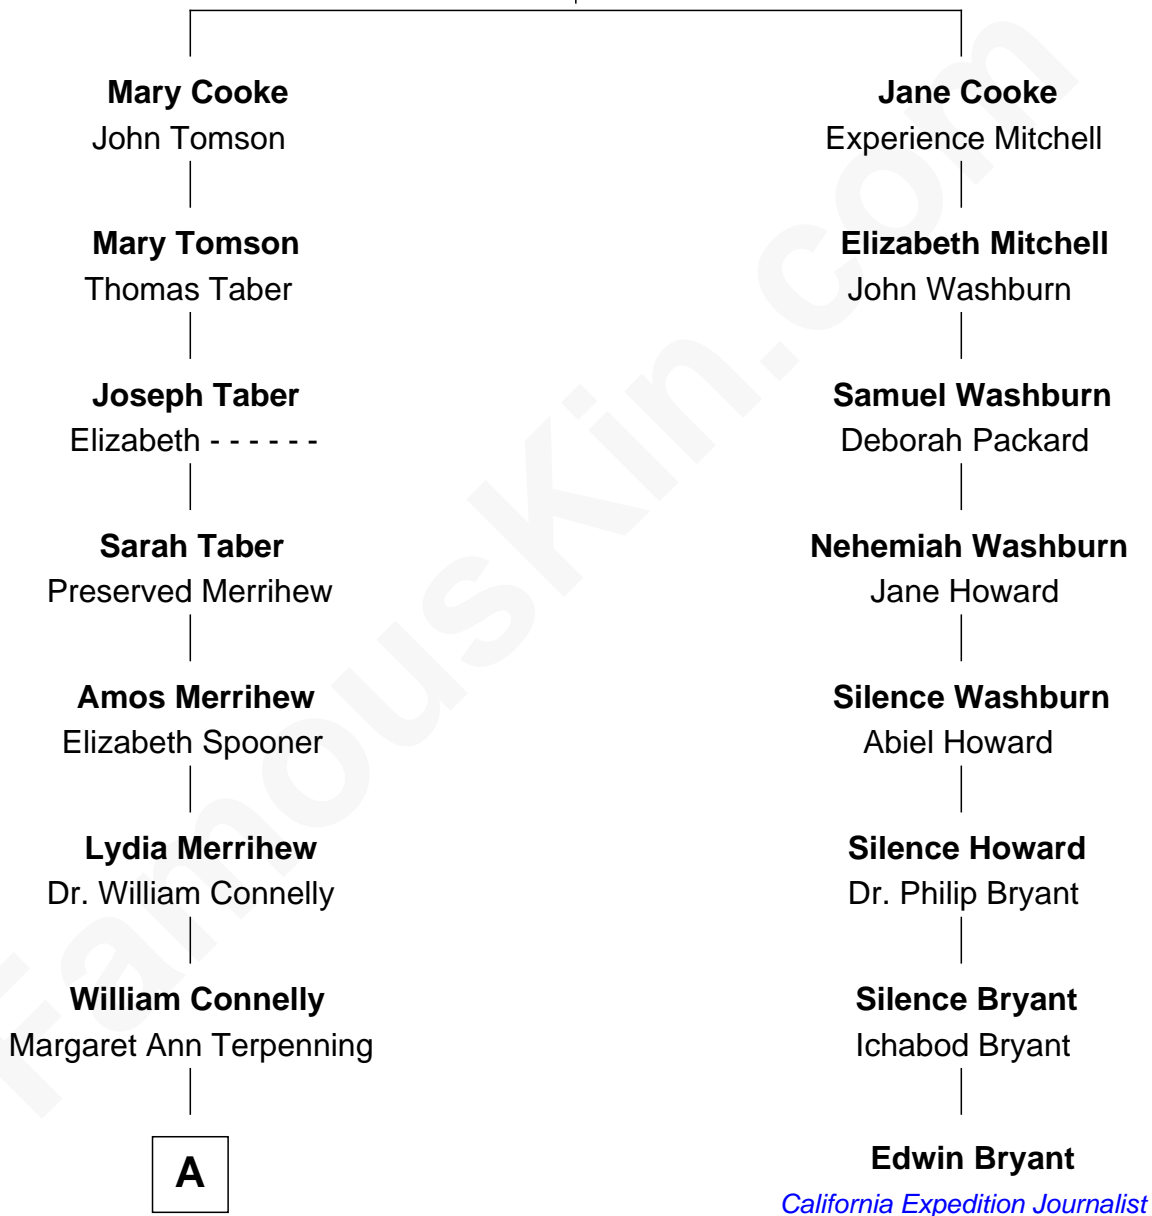 Mary Cooke
John Tomson
Mary Tomson
Thomas Taber
Joseph Taber
Elizabeth - - - - - -
Sarah Taber
Preserved Merrihew
Amos Merrihew
Elizabeth Spooner
Lydia Merrihew
Dr. William Connelly
William Connelly
Margaret Ann Terpenning
A
Jane Cooke
Experience Mitchell
Elizabeth Mitchell
John Washburn
Samuel Washburn
Deborah Packard
Nehemiah Washburn
Jane Howard
Silence Washburn
Abiel Howard
Silence Howard
Dr. Philip Bryant
Silence Bryant
Ichabod Bryant
Edwin Bryant
California Expedition Journalist
FamousKin.com